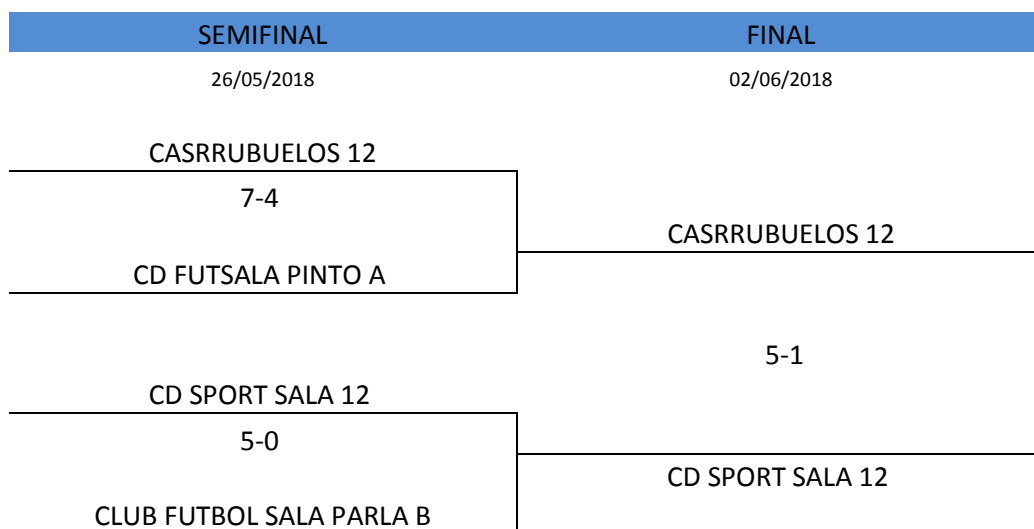 SEMIFINAL
FINAL
26/05/2018
02/06/2018
CASRRUBUELOS 12
7-4
CASRRUBUELOS 12
CD FUTSALA PINTO A
5-1
CD SPORT SALA 12
5-0
CD SPORT SALA 12
CLUB FUTBOL SALA PARLA B